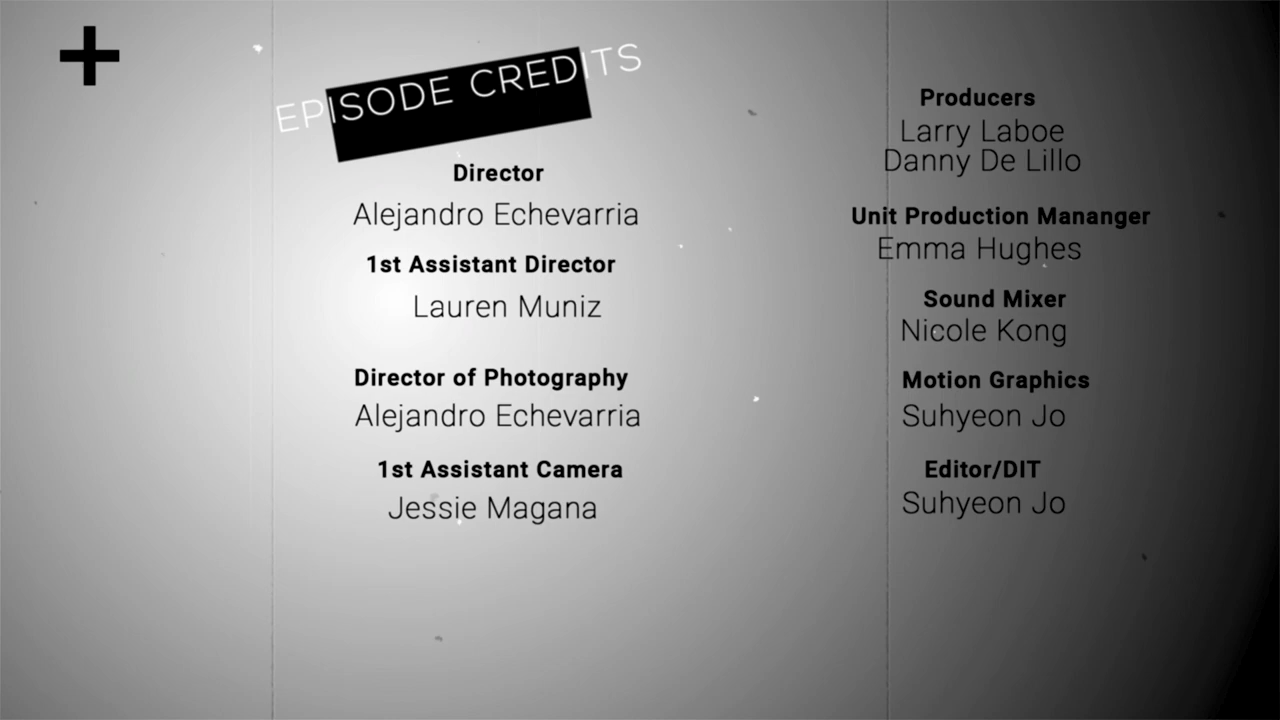 EPISODE CREDITS
Director
Alejandro Echevarria
1st Assistant Director
Lauren Muniz
Director of Photography
Alejandro Echevarria
1st Assistant Camera
Jessie Magana
Producers
Larry Laboe
Danny De Lillo
Unit Production Mananger
Emma Hughes
Sound Mixer
Nicole Kong
Motion Graphics
Suhyeon Jo
Editor/DIT
Suhyeon Jo